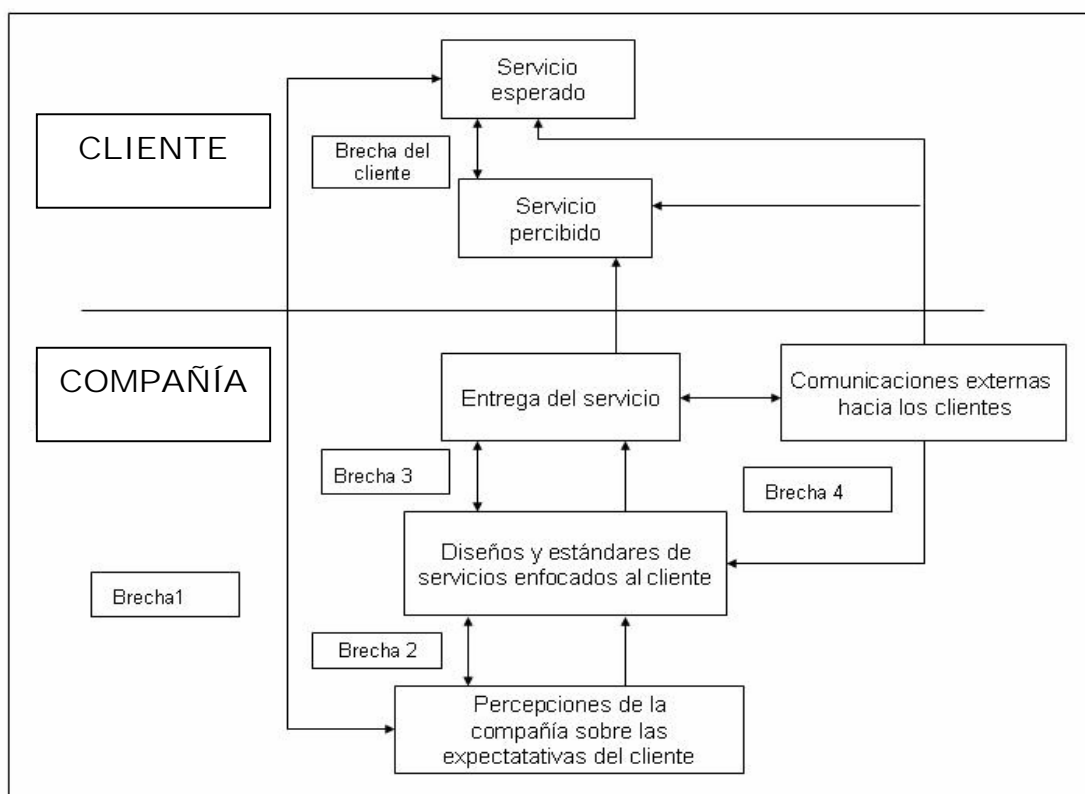 Servicio
esperado
CLIENTE
Brecha del
cliente
Servicio
percibido
COMPAÑÍA
Entrega del servicio
Comunicaciones externas
hacia los clientes
Brecha 3
Brecha 4
Diseños y estándares de
servicios enfocados al cliente
Brecha1
Brecha 2
Percepciones de la
compañía sobre las
expectatativas del cliente